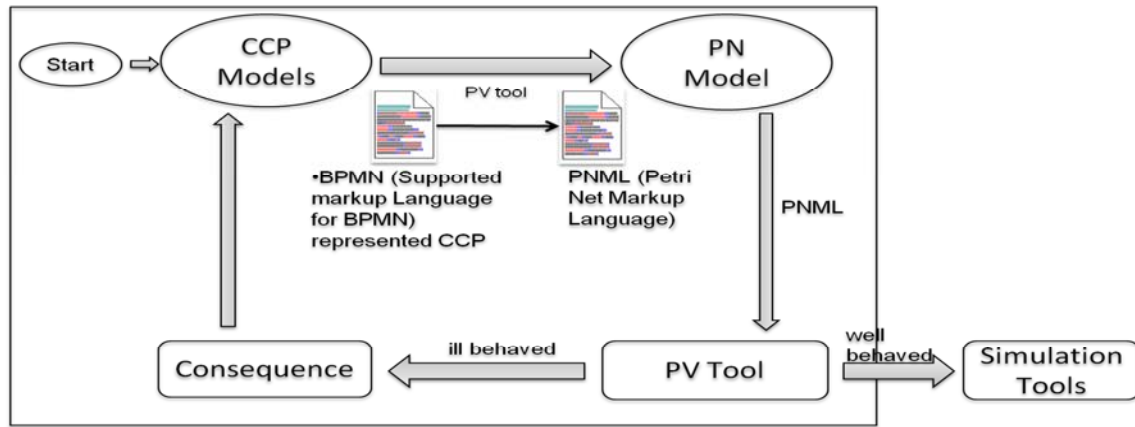 Start
CCP
Models
PV tool
PN
Model
•BPMN (Supported
markup Language
for BPMN)
represented CCP
PNML (Petri
Net Markup
Language)
PNML
Consequence
ill behaved
PV Tool
well
behaved
Simulation
Tools